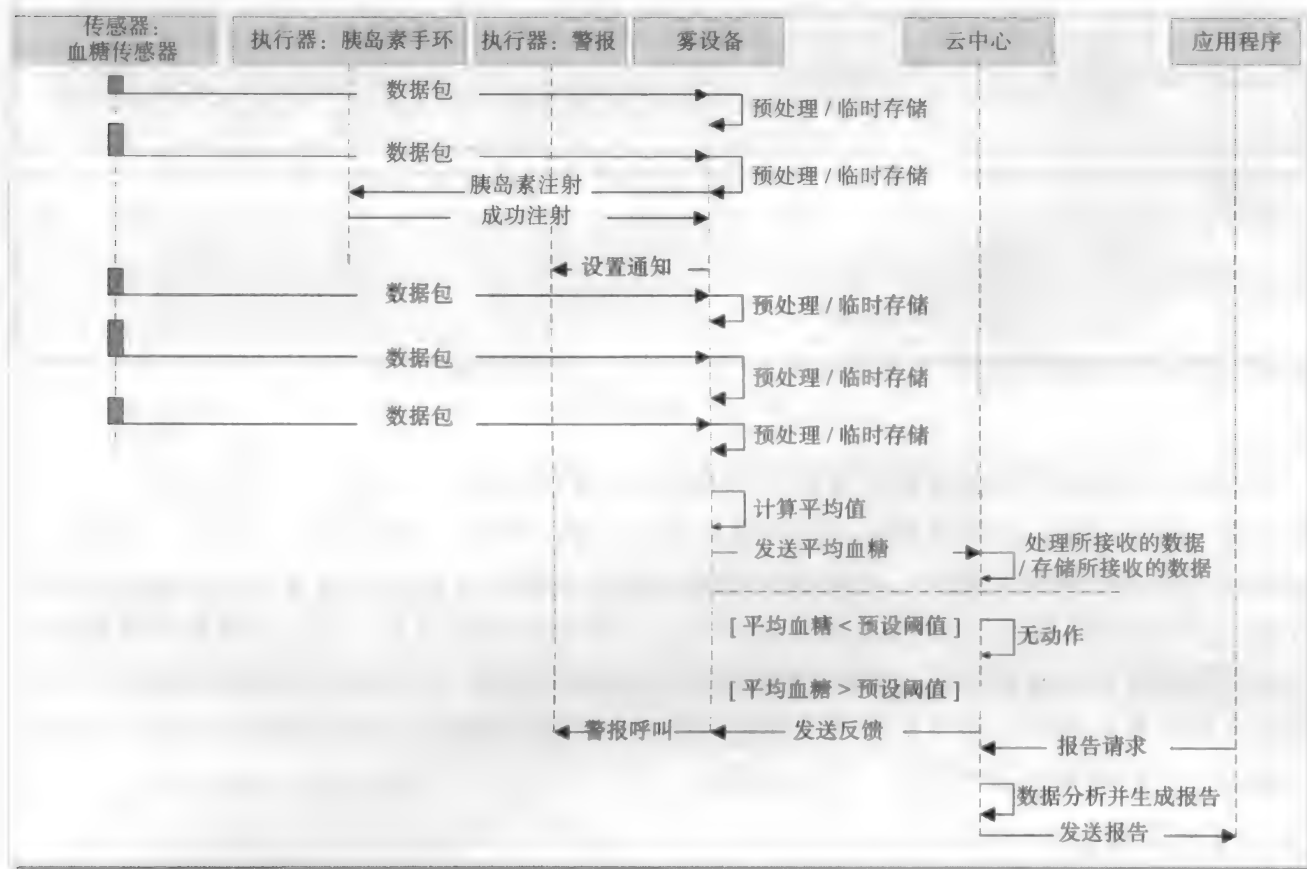 传感器:
血糖传感器
执行器：胰岛素手环
执行器：警报
雾设备
云中心
应用程序
数据包
预处理 / 临时存储
数据包
预处理 / 临时存储
胰岛素注射
成功注射
设置通知
数据包
预处理 / 临时存储
数据包
预处理 / 临时存储
数据包
预处理 / 临时存储
计算平均值
发送平均血糖
处理所接收的数据
/ 存储所接收的数据
[ 平均血糖 < 预设阈值 ]
无动作
[ 平均血糖 > 预设阈值 ]
警报呼叫
发送反馈
报告请求
数据分析并生成报告
发送报告